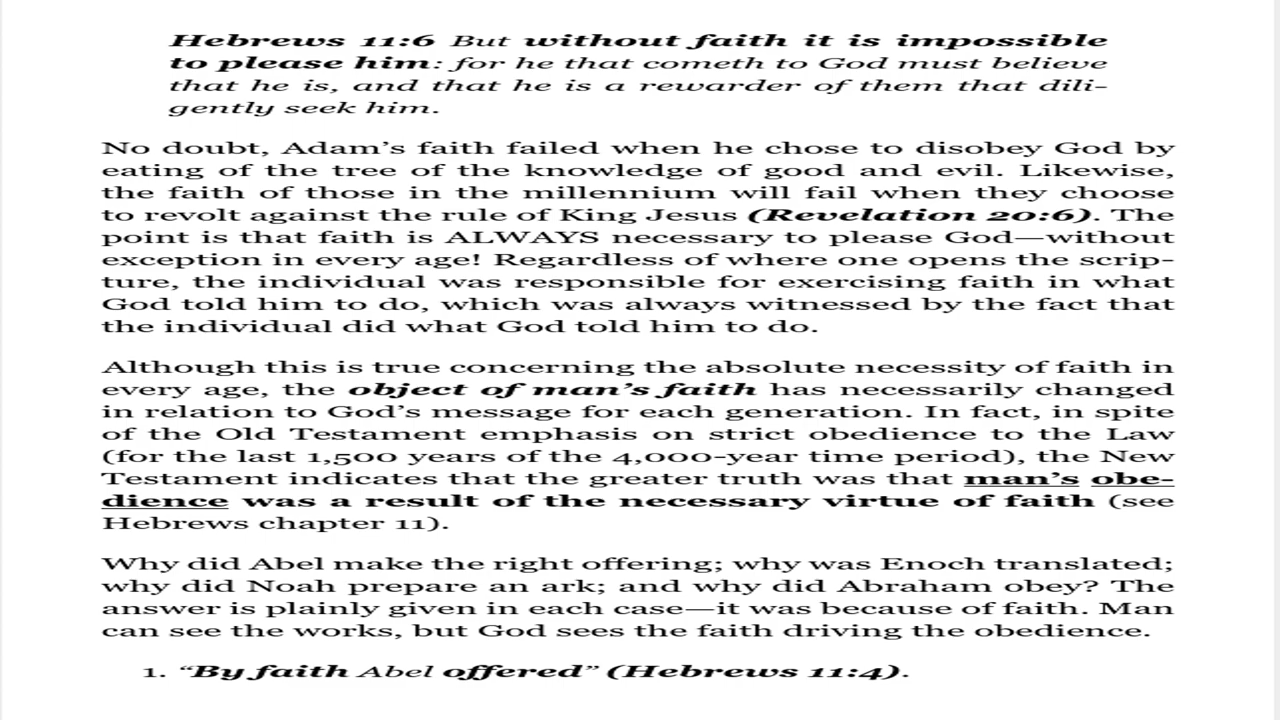 Hebrews 11:6 But without faith it is impossible
to please him: for he that cometh to God must believe
that he is, and that he is a rewarder of them that dili-
gently seek him.
No doubt, Adam’s faith failed when he chose to disobey God by
eating of the tree of the knowledge of good and evil. Likewise,
the faith of those in the millennium will fail when they choose
to revolt against the rule of King Jesus (Revelation 20:6). The
point is that faith is ALWAYS necessary to please God—without
exception in every age! Regardless of where one opens the scrip-
ture, the individual was responsible for exercising faith in what
God told him to do, which was always witnessed by the fact that
the individual did what God told him to do.
Although this is true concerning the absolute necessity of faith in
every age, the object of man’s faith has necessarily changed
in relation to God’s message for each generation. In fact, in spite
of the Old Testament emphasis on strict obedience to the Law
(for the last 1,500 years of the 4,000-year time period), the New
Testament indicates that the greater truth was that man’s obe-
dience was a result of the necessary virtue of faith (see
Hebrews chapter 11).
Why did Abel make the right offering; why was Enoch translated;
why did Noah prepare an ark; and why did Abraham obey? The
answer is plainly given in each case—it was because of faith. Man
can see the works, but God sees the faith driving the obedience.
1. “By faith Abel offered” (Hebrews 11:4).